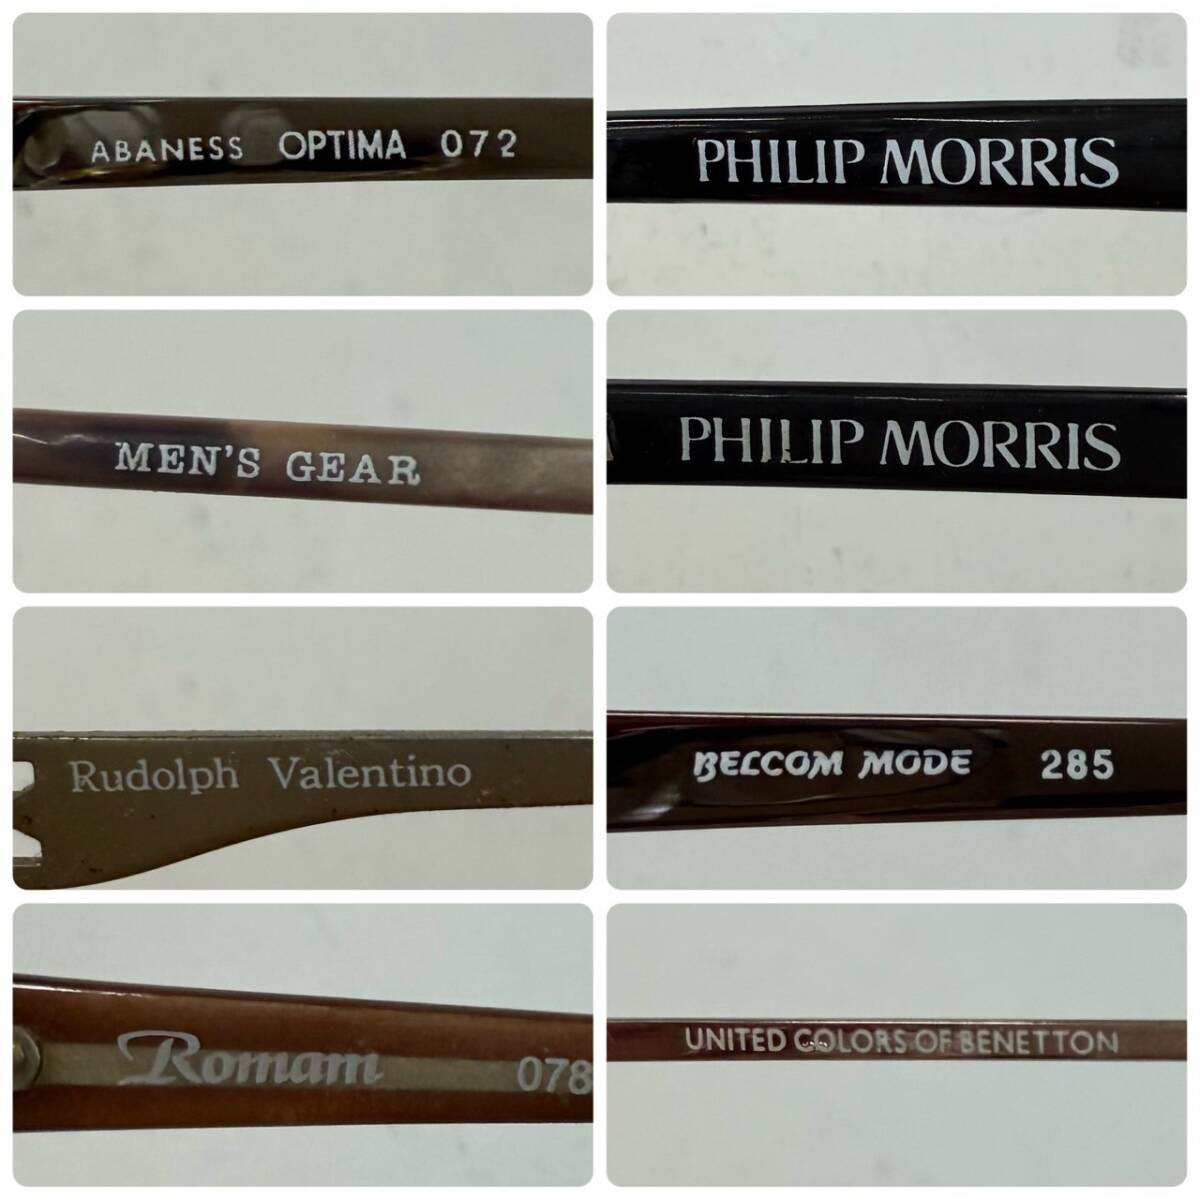 ABANESS OPTIMA 072
PHILIP MORRIS
MEN'S GEAR
PHILIP MORRIS
Rudolph Valentino
BELCOM MODE 285
Romam 078
UNITED COLORS OF BENETTON